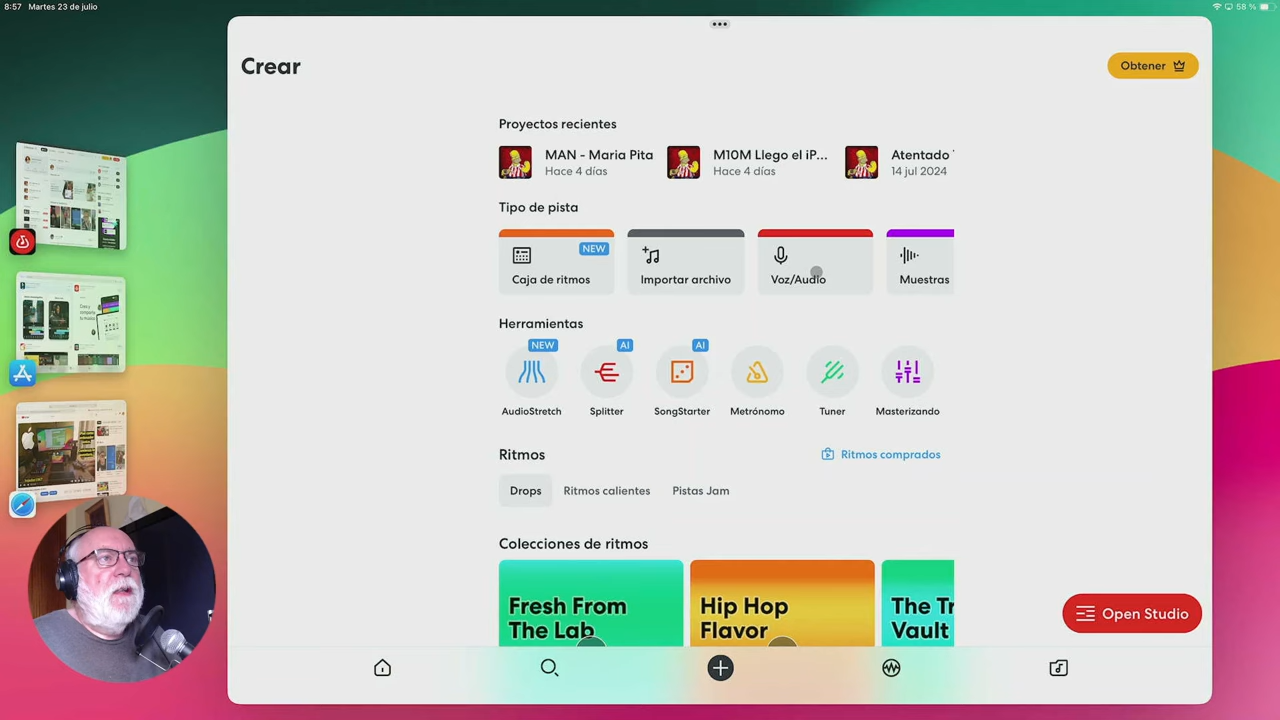 8:57 Martes 23 de julio
58 %
Crear
Obtener
Proyectos recientes
MAN - Maria Pita
Hace 4 días
M10M Llego el iP...
Hace 4 días
Atentado
14 jul 2024
Tipo de pista
NEW
Caja de ritmos
Importar archivo
Voz/Audio
Muestras
Herramientas
NEW
AudioStretch
AI
Splitter
AI
SongStarter
Metrónomo
Tuner
Masterizando
Ritmos
Ritmos comprados
Drops
Ritmos calientes
Pistas Jam
Colecciones de ritmos
Fresh From
The Lab
Hip Hop
Flavor
The Tr
Vault
Open Studio